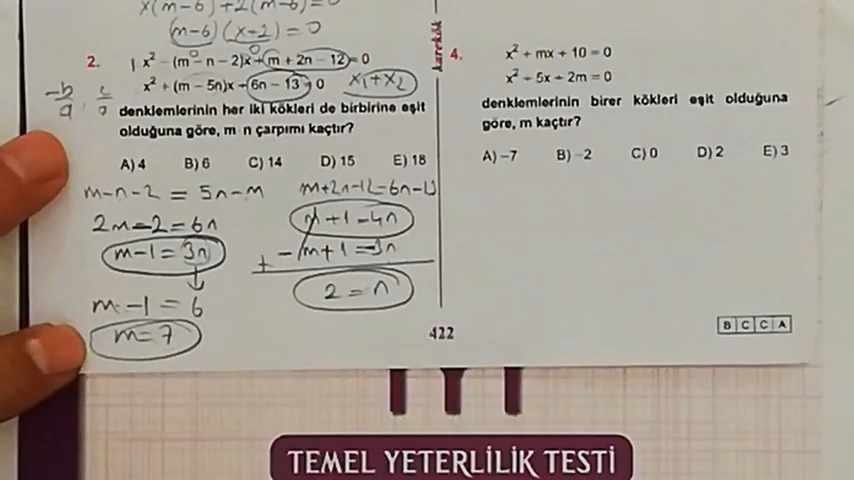 x(m-6)+2(m-6)=0
(m-6)(x+2)=0
2. x² - (m - n - 2)x + m + 2n - 12 = 0
x² + (m - 5n)x + 6n - 13 = 0
x₁+x₂
-b/a, c/a
denklemlerinin her iki kökleri de birbirine eşit
olduğuna göre, m·n çarpımı kaçtır?
A) 4 B) 6 C) 14 D) 15 E) 18
m-n-2 = 5n-m
2m-2=6n
m-1=3n
m-1=6
m=7
m+2n-12=6n-13
m+1=4n
+ -m+1=-3n
2=n
karekök
4. x² + mx + 10 = 0
x² + 5x + 2m = 0
denklemlerinin birer kökleri eşit olduğuna
göre, m kaçtır?
A) -7 B) -2 C) 0 D) 2 E) 3
422
B C C A
TEMEL YETERLİLİK TESTİ